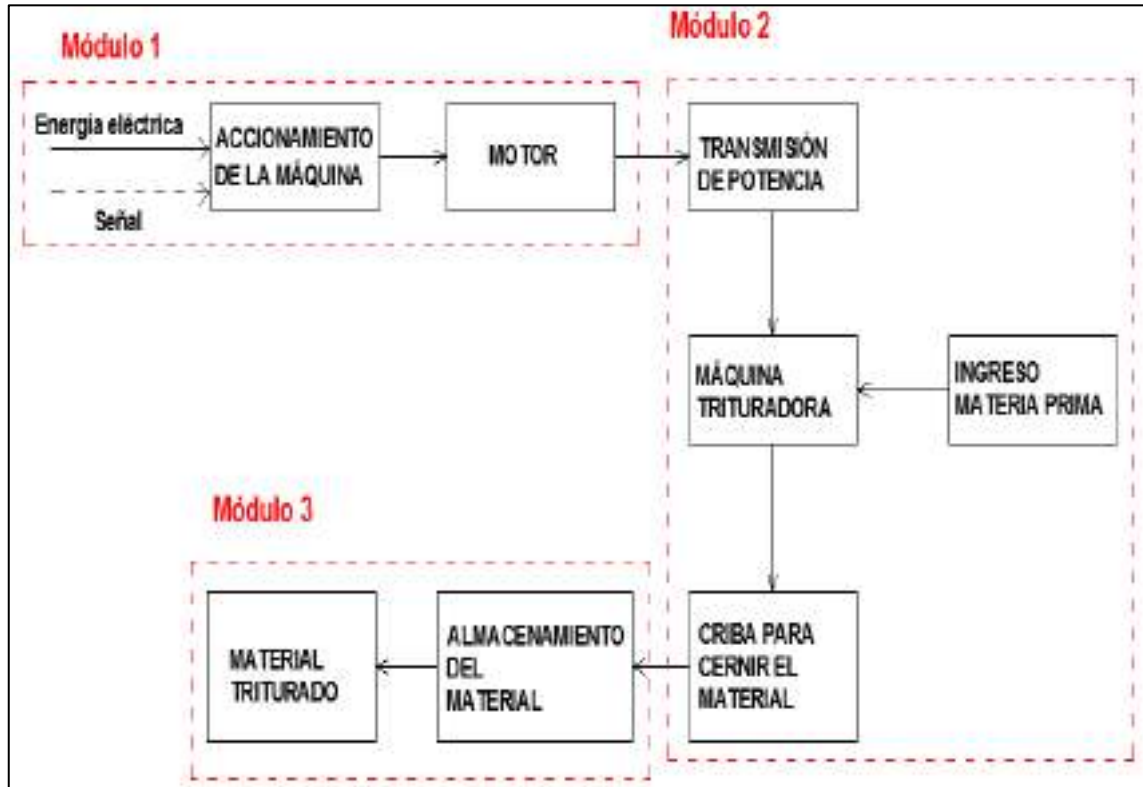 Módulo 1
Energía eléctrica
Señal
ACCIONAMIENTO
DE LA MÁQUINA
MOTOR
Módulo 2
TRANSMISIÓN
DE POTENCIA
MÁQUINA
TRITURADORA
INGRESO
MATERIA PRIMA
CRIBA PARA
CERNIR EL
MATERIAL
Módulo 3
ALMACENAMIENTO
DEL
MATERIAL
MATERIAL
TRITURADO